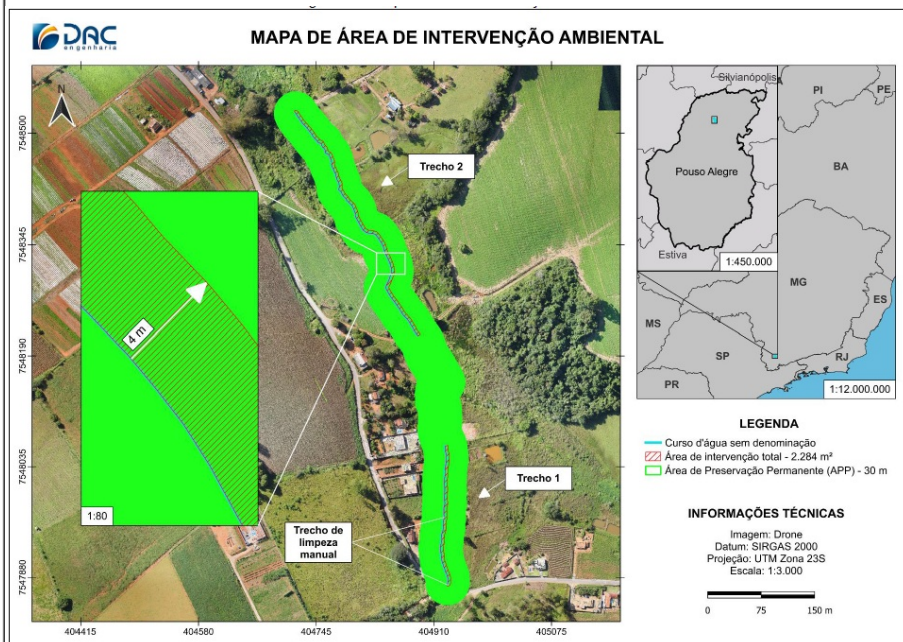 DAC
engenharia
MAPA DE ÁREA DE INTERVENÇÃO AMBIENTAL
N
7548500
7548345
7548190
7548035
7547880
404415
404580
404745
404910
405075
Trecho 2
4 m
1:80
Trecho 1
Trecho de
limpeza
manual
Silvianópolis
Pouso Alegre
Estiva
1:450.000
PI
PE
BA
MG
ES
MS
SP
RJ
PR
1:12.000.000
LEGENDA
Curso d'água sem denominação
Área de intervenção total - 2.284 m²
Área de Preservação Permanente (APP) - 30 m
INFORMAÇÕES TÉCNICAS
Imagem: Drone
Datum: SIRGAS 2000
Projeção: UTM Zona 23S
Escala: 1:3.000
0 75 150 m